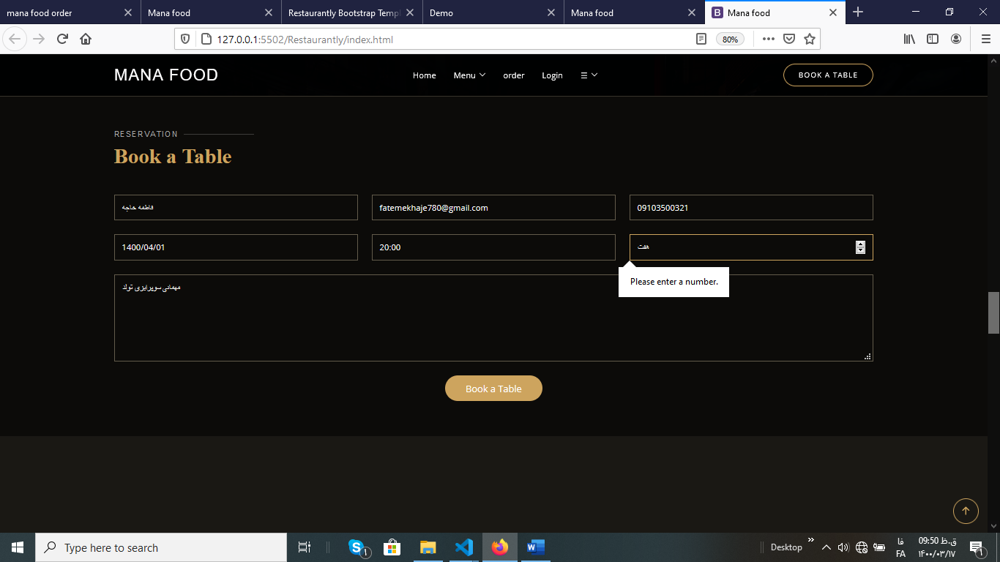 mana food order
Mana food
Restaurantly Bootstrap Templ
Demo
Mana food
Mana food
127.0.0.1:5502/Restaurantly/index.html
80%
MANA FOOD
Home
Menu
order
Login
BOOK A TABLE
RESERVATION
Book a Table
فاطمه خاجه
fatemekhaje780@gmail.com
09103500321
1400/04/01
20:00
هفت
Please enter a number.
مهمانی سوپرایزی تولد
Book a Table
Type here to search
Desktop
فا
FA
09:50 ق.ظ
۱۴۰۰/۰۳/۱۷